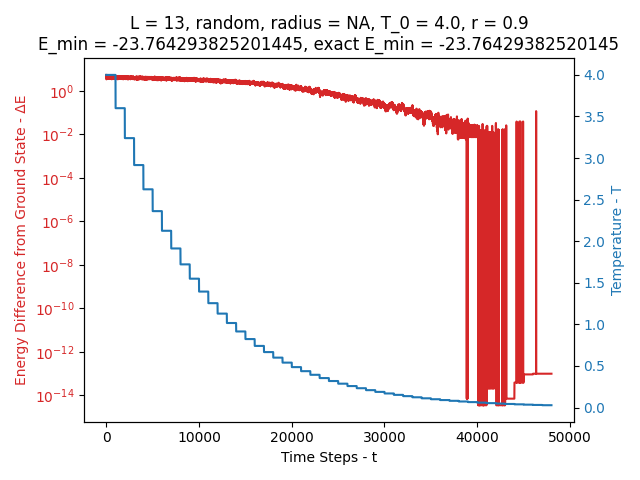 L = 13, random, radius = NA, T_0 = 4.0, r = 0.9
E_min = -23.764293825201445, exact E_min = -23.76429382520145
Energy Difference from Ground State - ΔE
10⁰
10⁻²
10⁻⁴
10⁻⁶
10⁻⁸
10⁻¹⁰
10⁻¹²
10⁻¹⁴
4.0
3.5
3.0
2.5
2.0
1.5
1.0
0.5
0.0
Temperature - T
0 10000 20000 30000 40000 50000
Time Steps - t